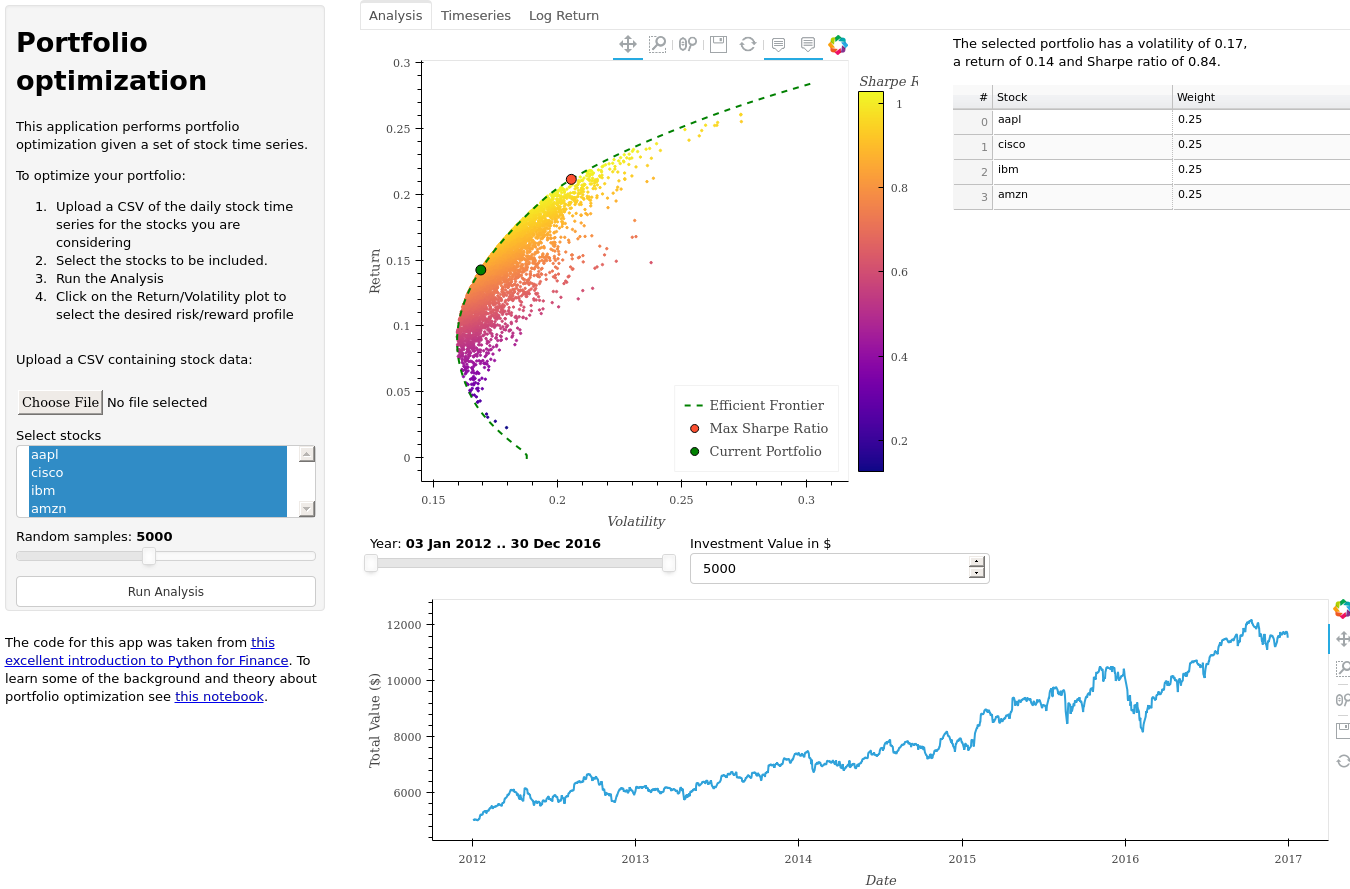 Portfolio
optimization
This application performs portfolio
optimization given a set of stock time series.
To optimize your portfolio:
1. Upload a CSV of the daily stock time
series for the stocks you are
considering
2. Select the stocks to be included.
3. Run the Analysis
4. Click on the Return/Volatility plot to
select the desired risk/reward profile
Upload a CSV containing stock data:
Choose File No file selected
Select stocks
aapl
cisco
ibm
amzn
Random samples: 5000
Run Analysis
The code for this app was taken from this
excellent introduction to Python for Finance. To
learn some of the background and theory about
portfolio optimization see this notebook.
Analysis Timeseries Log Return
0.3
0.25
0.2
0.15
0.1
0.05
0
Return
0.15 0.2 0.25 0.3
Volatility
Efficient Frontier
Max Sharpe Ratio
Current Portfolio
Sharpe R
1
0.8
0.6
0.4
0.2
The selected portfolio has a volatility of 0.17,
a return of 0.14 and Sharpe ratio of 0.84.
# Stock Weight
0 aapl 0.25
1 cisco 0.25
2 ibm 0.25
3 amzn 0.25
Year: 03 Jan 2012 .. 30 Dec 2016
Investment Value in $
5000
12000
10000
8000
6000
Total Value ($)
2012 2013 2014 2015 2016 2017
Date